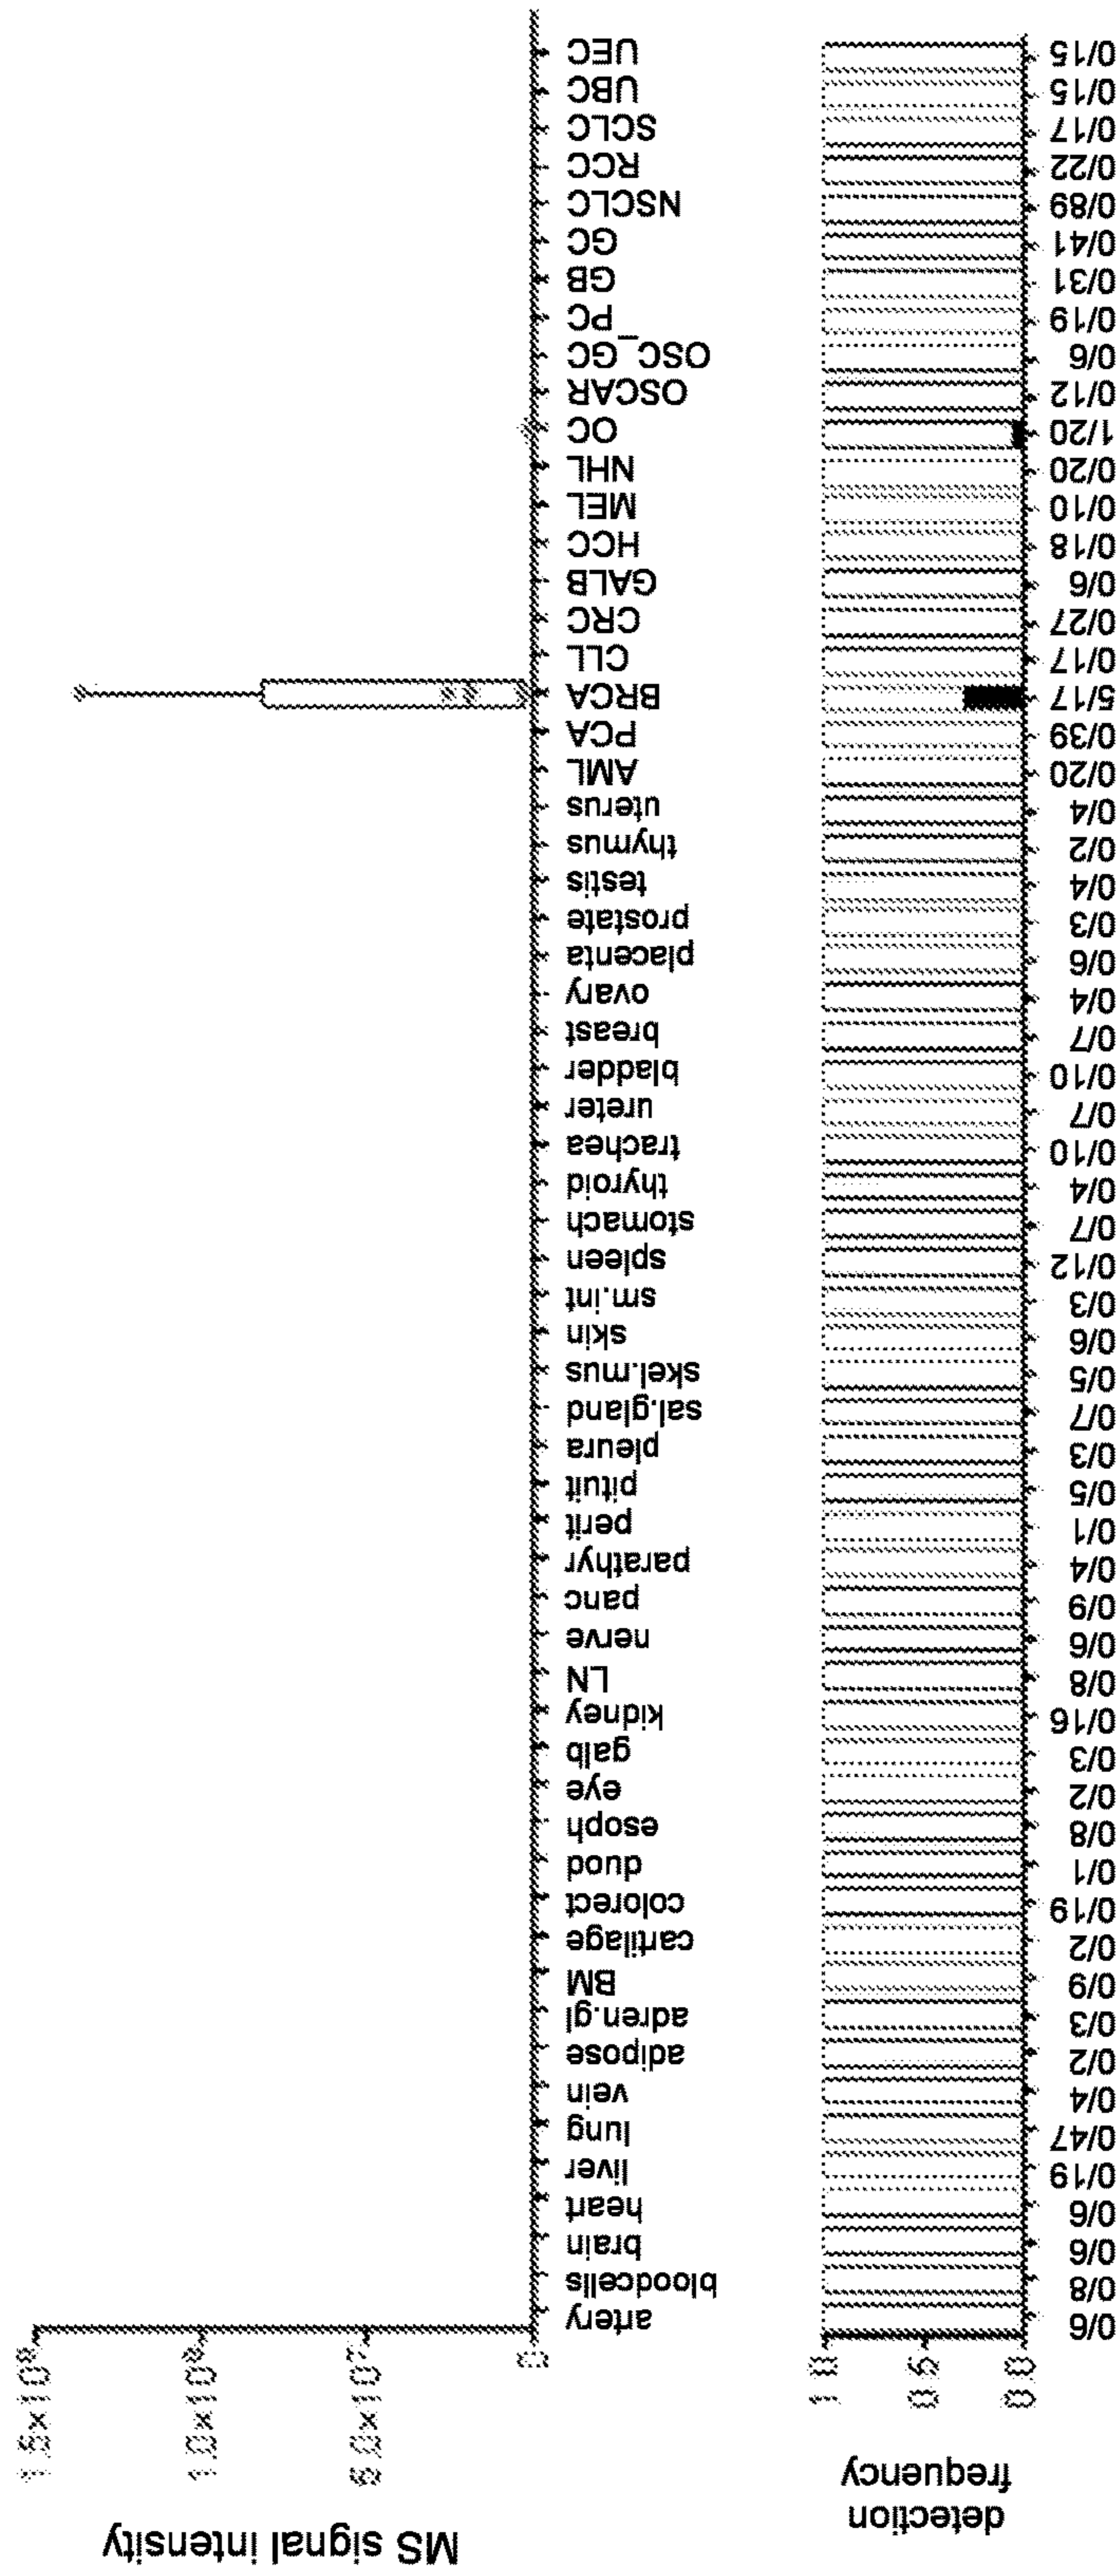 MS signal intensity
1.5×10⁸
1.0×10⁸
5.0×10⁷
0
artery
bloodcells
brain
heart
liver
lung
vein
adipose
adren.gl
BM
cartilage
colorect
duod
esoph
eye
galb
kidney
LN
nerve
panc
parathyr
perit
pituit
pleura
sal.gland
skel.mus
skin
sm.int
spleen
stomach
thyroid
trachea
ureter
bladder
breast
ovary
placenta
prostate
testis
thymus
uterus
AML
PCA
BRCA
CLL
CRC
GALB
HCC
MEL
NHL
OC
OSCAR
OSC_GC
PC
GB
GC
NSCLC
RCC
SCLC
UBC
UEC
detection
frequency
1.0
0.5
0.0
0/6
0/8
0/6
0/6
0/19
0/47
0/4
0/2
0/3
0/9
0/2
0/19
0/1
0/8
0/2
0/3
0/16
0/8
0/6
0/9
0/4
0/1
0/5
0/3
0/7
0/5
0/6
0/3
0/12
0/7
0/4
0/10
0/7
0/10
0/7
0/4
0/6
0/3
0/4
0/2
0/4
0/20
0/39
5/17
0/17
0/27
0/6
0/18
0/10
0/20
1/20
0/12
0/6
0/19
0/31
0/41
0/89
0/22
0/17
0/15
0/15